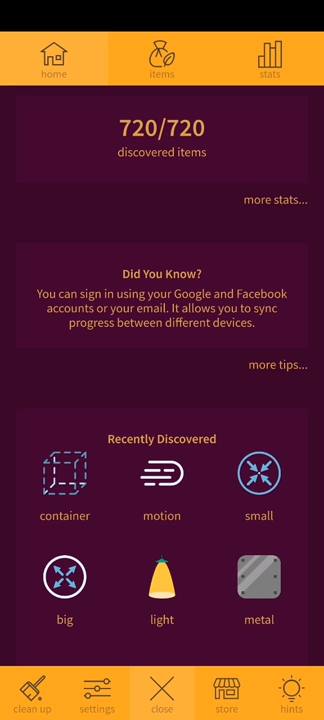 home
items
stats
720/720
discovered items
more stats...
Did You Know?
You can sign in using your Google and Facebook
accounts or your email. It allows you to sync
progress between different devices.
more tips...
Recently Discovered
container
motion
small
big
light
metal
clean up
settings
close
store
hints